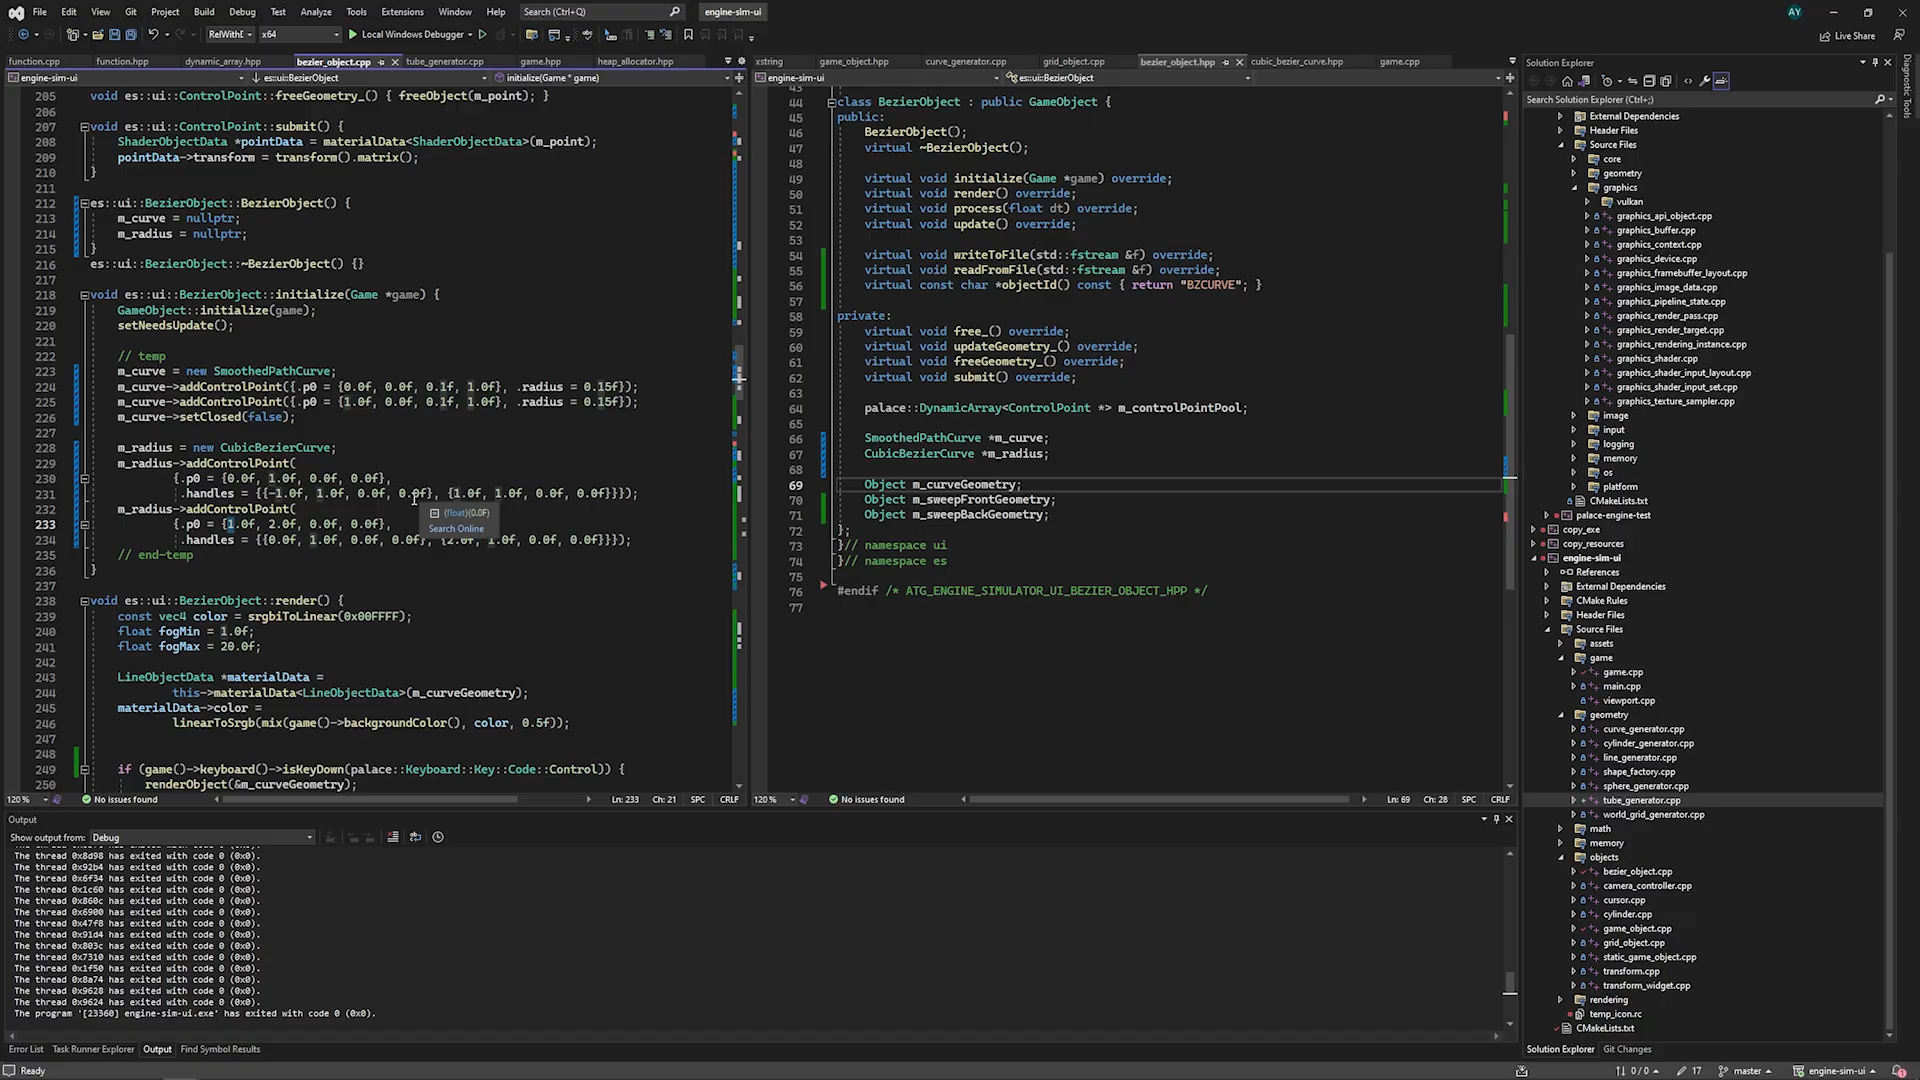 File Edit View Git Project Build Debug Test Analyze Tools Extensions Window Help Search (Ctrl+Q) engine-sim-ui AY
RelWithD x64 Local Windows Debugger Live Share
function.cpp function.hpp dynamic_array.hpp bezier_object.cpp tube_generator.cpp game.hpp heap_allocator.hpp
engine-sim-ui es::ui::BezierObject initialize(Game * game)
205 void es::ui::ControlPoint::freeGeometry_() { freeObject(m_point); }
206
207 void es::ui::ControlPoint::submit() {
208 ShaderObjectData *pointData = materialData<ShaderObjectData>(m_point);
209 pointData->transform = transform().matrix();
210 }
211
212 es::ui::BezierObject::BezierObject() {
213 m_curve = nullptr;
214 m_radius = nullptr;
215 }
216 es::ui::BezierObject::~BezierObject() {}
217
218 void es::ui::BezierObject::initialize(Game *game) {
219 GameObject::initialize(game);
220 setNeedsUpdate();
221
222 // temp
223 m_curve = new SmoothedPathCurve;
224 m_curve->addControlPoint({.p0 = {0.0f, 0.0f, 0.1f, 1.0f}, .radius = 0.15f});
225 m_curve->addControlPoint({.p0 = {1.0f, 0.0f, 0.1f, 1.0f}, .radius = 0.15f});
226 m_curve->setClosed(false);
227
228 m_radius = new CubicBezierCurve;
229 m_radius->addControlPoint(
230 {.p0 = {0.0f, 1.0f, 0.0f, 0.0f},
231 .handles = {{-1.0f, 1.0f, 0.0f, 0.0f}, {1.0f, 1.0f, 0.0f, 0.0f}}});
232 m_radius->addControlPoint(
233 {.p0 = {1.0f, 2.0f, 0.0f, 0.0f},
234 .handles = {{0.0f, 1.0f, 0.0f, 0.0f}, {2.0f, 1.0f, 0.0f, 0.0f}}});
235 // end-temp
236 }
237
238 void es::ui::BezierObject::render() {
239 const vec4 color = srgbiToLinear(0x00FFFF);
240 float fogMin = 1.0f;
241 float fogMax = 20.0f;
242
243 LineObjectData *materialData =
244 this->materialData<LineObjectData>(m_curveGeometry);
245 materialData->color =
246 linearToSrgb(mix(game()->backgroundColor(), color, 0.5f));
247
248
249 if (game()->keyboard()->isKeyDown(palace::Keyboard::Key::Code::Control)) {
250 renderObject(&m_curveGeometry);
(float)(0.0F)
Search Online
120 % No issues found Ln: 233 Ch: 21 SPC CRLF
xstring game_object.hpp curve_generator.cpp grid_object.cpp bezier_object.hpp cubic_bezier_curve.hpp game.cpp
engine-sim-ui es::ui::BezierObject
43
44 class BezierObject : public GameObject {
45 public:
46 BezierObject();
47 virtual ~BezierObject();
48
49 virtual void initialize(Game *game) override;
50 virtual void render() override;
51 virtual void process(float dt) override;
52 virtual void update() override;
53
54 virtual void writeToFile(std::fstream &f) override;
55 virtual void readFromFile(std::fstream &f) override;
56 virtual const char *objectId() const { return "BZCURVE"; }
57
58 private:
59 virtual void free_() override;
60 virtual void updateGeometry_() override;
61 virtual void freeGeometry_() override;
62 virtual void submit() override;
63
64 palace::DynamicArray<ControlPoint *> m_controlPointPool;
65
66 SmoothedPathCurve *m_curve;
67 CubicBezierCurve *m_radius;
68
69 Object m_curveGeometry;
70 Object m_sweepFrontGeometry;
71 Object m_sweepBackGeometry;
72 };
73 }// namespace ui
74 }// namespace es
75
76 #endif /* ATG_ENGINE_SIMULATOR_UI_BEZIER_OBJECT_HPP */
77
120 % No issues found Ln: 69 Ch: 28 SPC CRLF
Output
Show output from: Debug
The thread 0x8d98 has exited with code 0 (0x0).
The thread 0x92b4 has exited with code 0 (0x0).
The thread 0x6f34 has exited with code 0 (0x0).
The thread 0x1c60 has exited with code 0 (0x0).
The thread 0x860c has exited with code 0 (0x0).
The thread 0x6900 has exited with code 0 (0x0).
The thread 0x47f8 has exited with code 0 (0x0).
The thread 0x91d4 has exited with code 0 (0x0).
The thread 0x803c has exited with code 0 (0x0).
The thread 0x7310 has exited with code 0 (0x0).
The thread 0x1f50 has exited with code 0 (0x0).
The thread 0x8a74 has exited with code 0 (0x0).
The thread 0x9628 has exited with code 0 (0x0).
The thread 0x9624 has exited with code 0 (0x0).
The program '[23360] engine-sim-ui.exe' has exited with code 0 (0x0).
Error List Task Runner Explorer Output Find Symbol Results
Solution Explorer
Search Solution Explorer (Ctrl+;)
External Dependencies
Header Files
Source Files
core
geometry
graphics
vulkan
graphics_api_object.cpp
graphics_buffer.cpp
graphics_context.cpp
graphics_device.cpp
graphics_framebuffer_layout.cpp
graphics_image_data.cpp
graphics_pipeline_state.cpp
graphics_render_pass.cpp
graphics_render_target.cpp
graphics_rendering_instance.cpp
graphics_shader.cpp
graphics_shader_input_layout.cpp
graphics_shader_input_set.cpp
graphics_texture_sampler.cpp
image
input
logging
memory
os
platform
CMakeLists.txt
palace-engine-test
copy_exe
copy_resources
engine-sim-ui
References
External Dependencies
CMake Rules
Header Files
Source Files
assets
game
game.cpp
main.cpp
viewport.cpp
geometry
curve_generator.cpp
cylinder_generator.cpp
line_generator.cpp
shape_factory.cpp
sphere_generator.cpp
tube_generator.cpp
world_grid_generator.cpp
math
memory
objects
bezier_object.cpp
camera_controller.cpp
cursor.cpp
cylinder.cpp
game_object.cpp
grid_object.cpp
static_game_object.cpp
transform.cpp
transform_widget.cpp
rendering
temp_icon.rc
CMakeLists.txt
Solution Explorer Git Changes
Diagnostic Tools
Ready 0 / 0 17 master engine-sim-ui